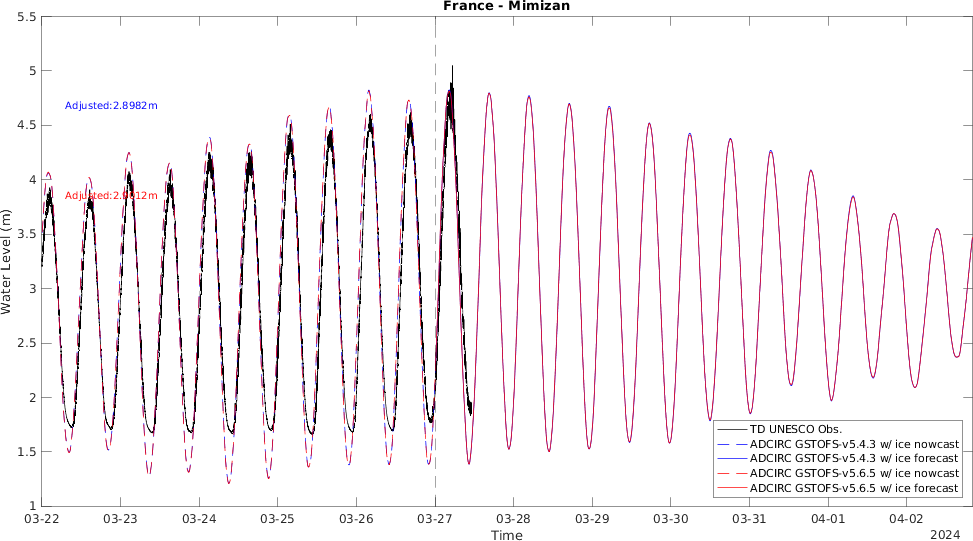 France - Mimizan
5.5
5
4.5
4
3.5
3
2.5
2
1.5
1
Water Level (m)
Adjusted:2.8982m
TD UNESCO Obs.
ADCIRC GSTOFS-v5.4.3 w/ ice nowcast
ADCIRC GSTOFS-v5.4.3 w/ ice forecast
ADCIRC GSTOFS-v5.6.5 w/ ice nowcast
ADCIRC GSTOFS-v5.6.5 w/ ice forecast
03-22 03-23 03-24 03-25 03-26 03-27 03-28 03-29 03-30 03-31 04-01 04-02
Time
2024